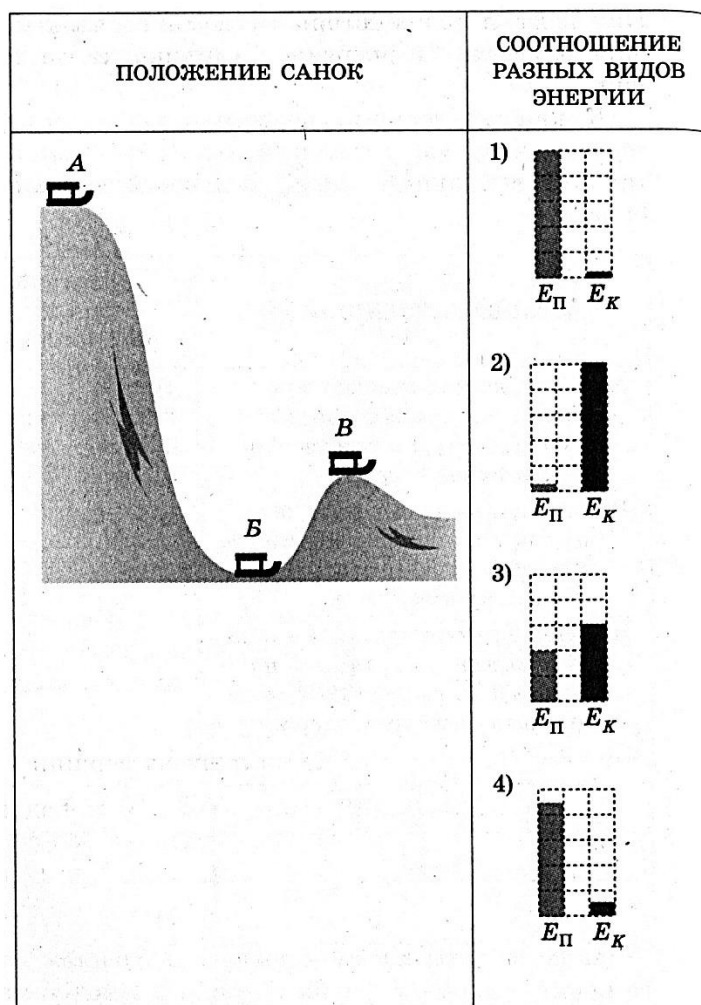 ПОЛОЖЕНИЕ САНОК
СООТНОШЕНИЕ
РАЗНЫХ ВИДОВ
ЭНЕРГИИ
А
Б
В
1)
EП EК
2)
EП EК
3)
EП EК
4)
EП EК